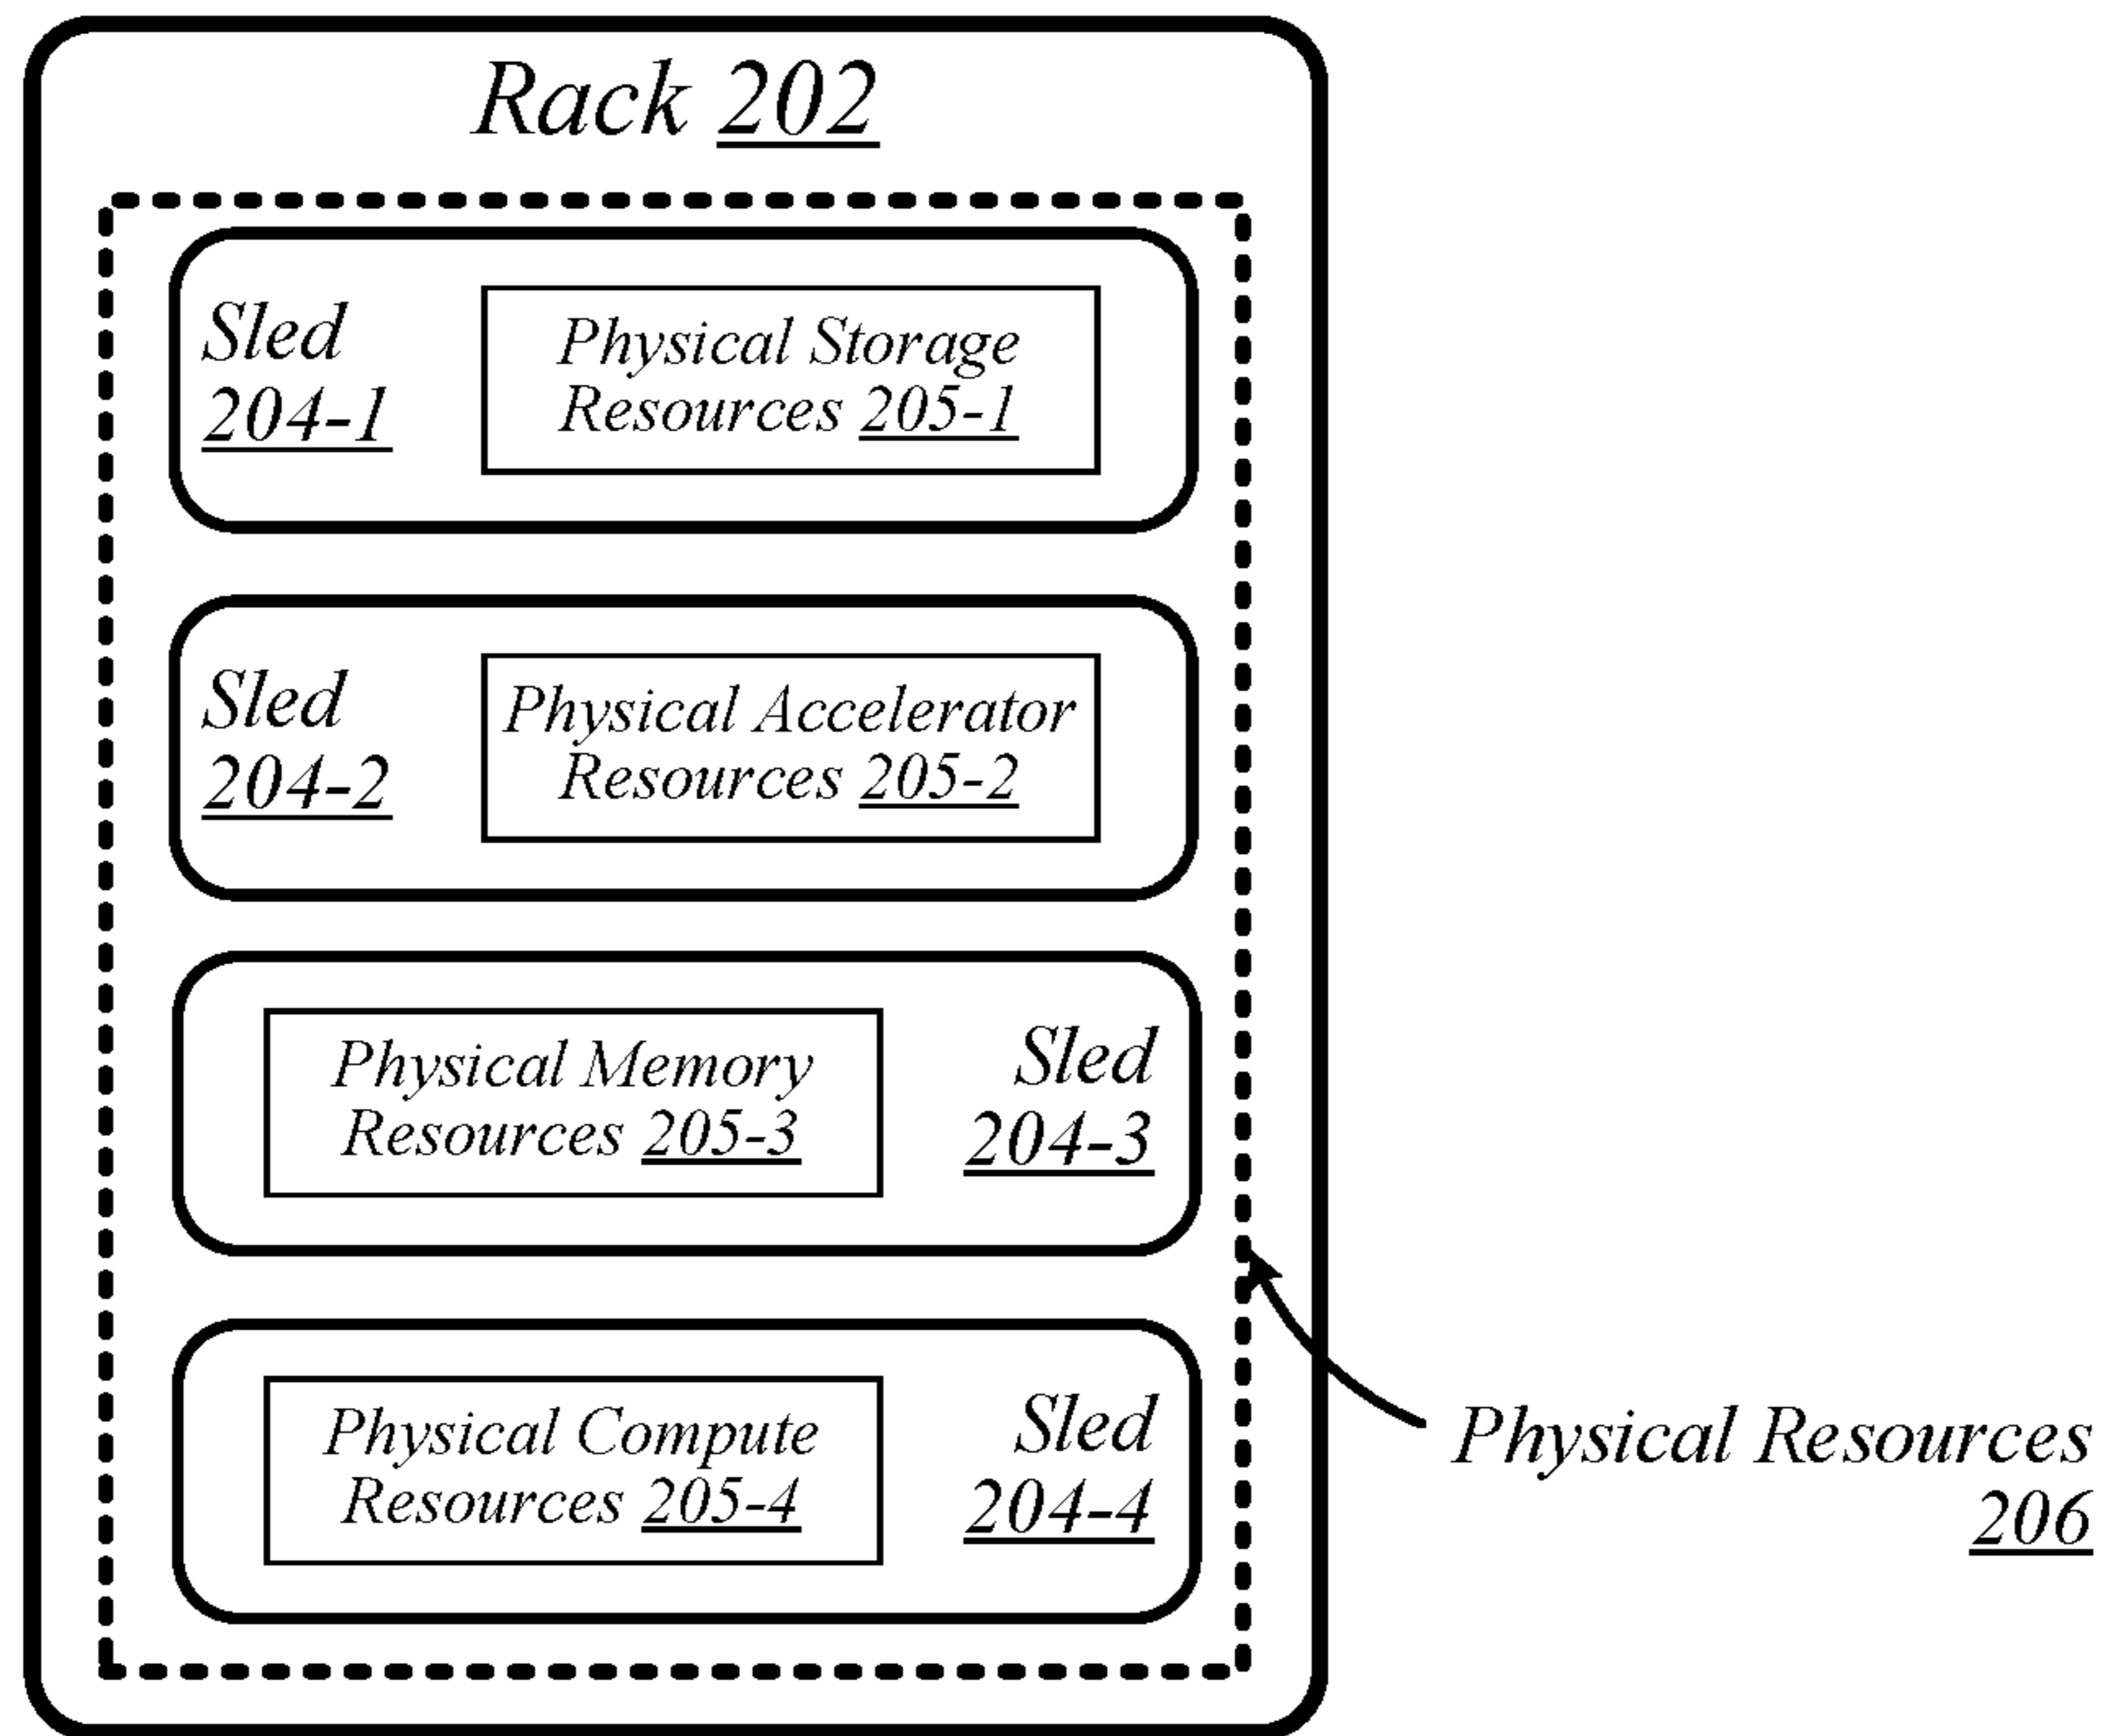 Rack 202
Sled
204-1
Physical Storage
Resources 205-1
Sled
204-2
Physical Accelerator
Resources 205-2
Physical Memory
Resources 205-3
Sled
204-3
Physical Compute
Resources 205-4
Sled
204-4
Physical Resources
206